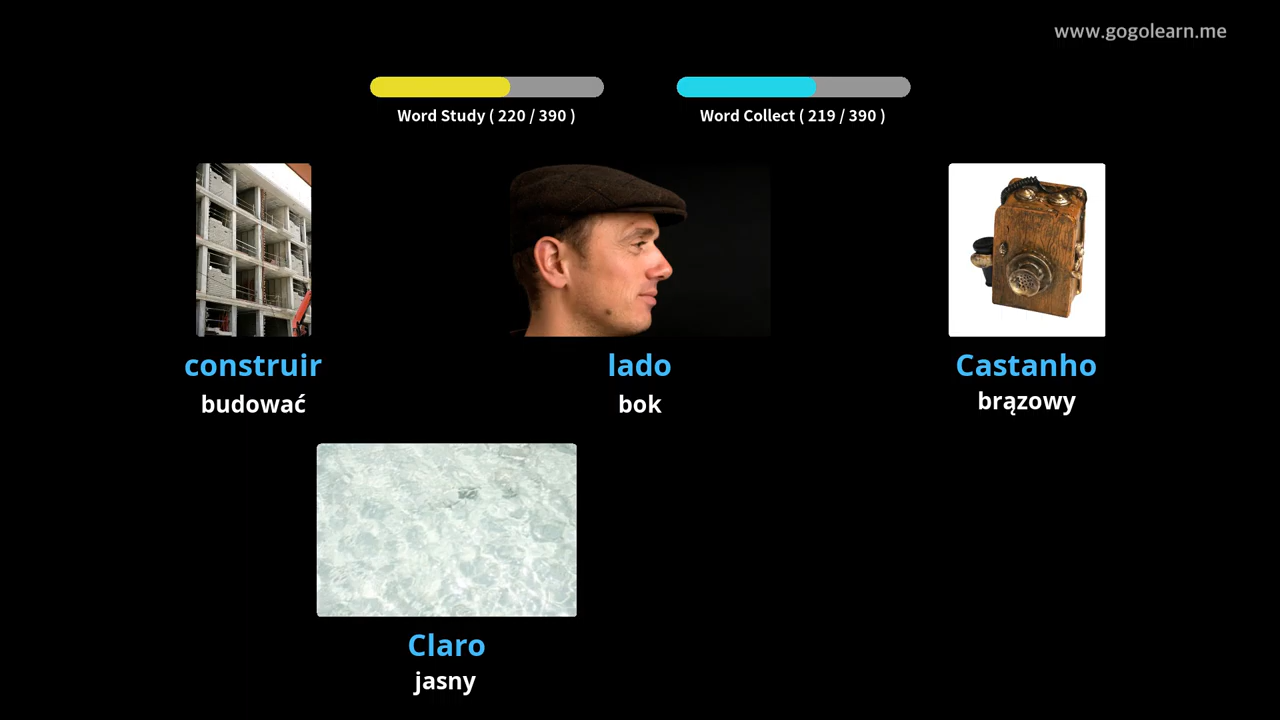 www.gogolearn.me
Word Study ( 220 / 390 )
Word Collect ( 219 / 390 )
construir
budować
lado
bok
Castanho
brązowy
Claro
jasny